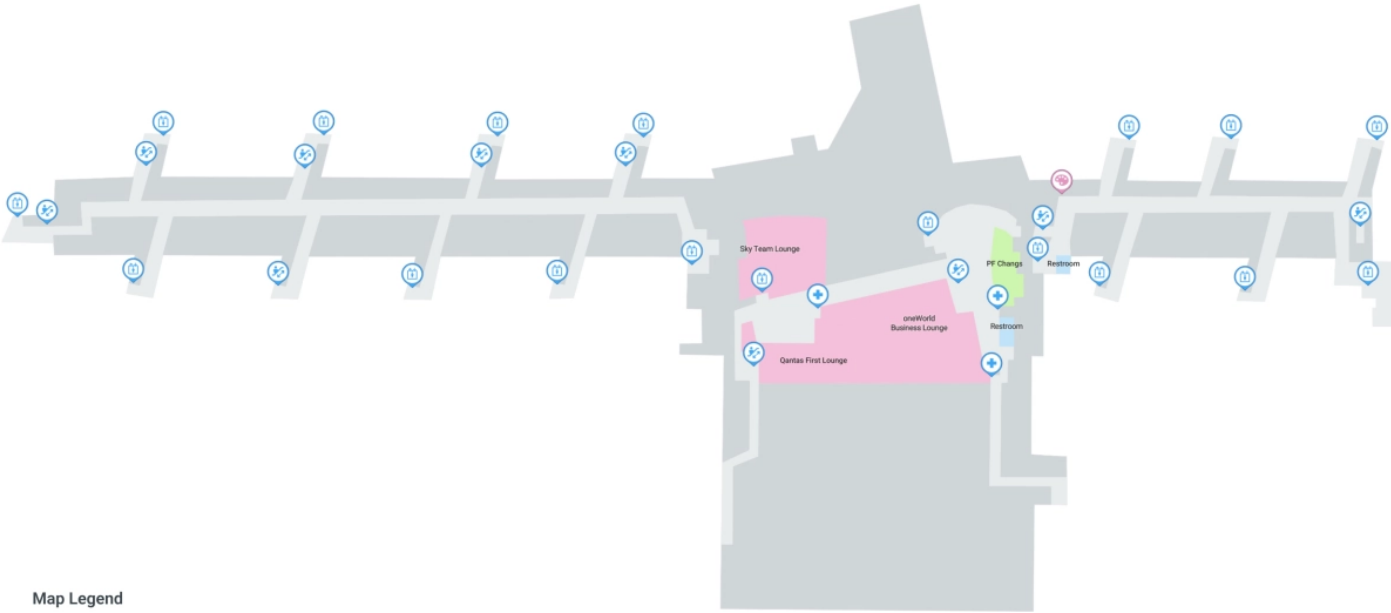 Sky Team Lounge
PF Changs
Restroom
oneWorld
Business Lounge
Restroom
Qantas First Lounge
Map Legend